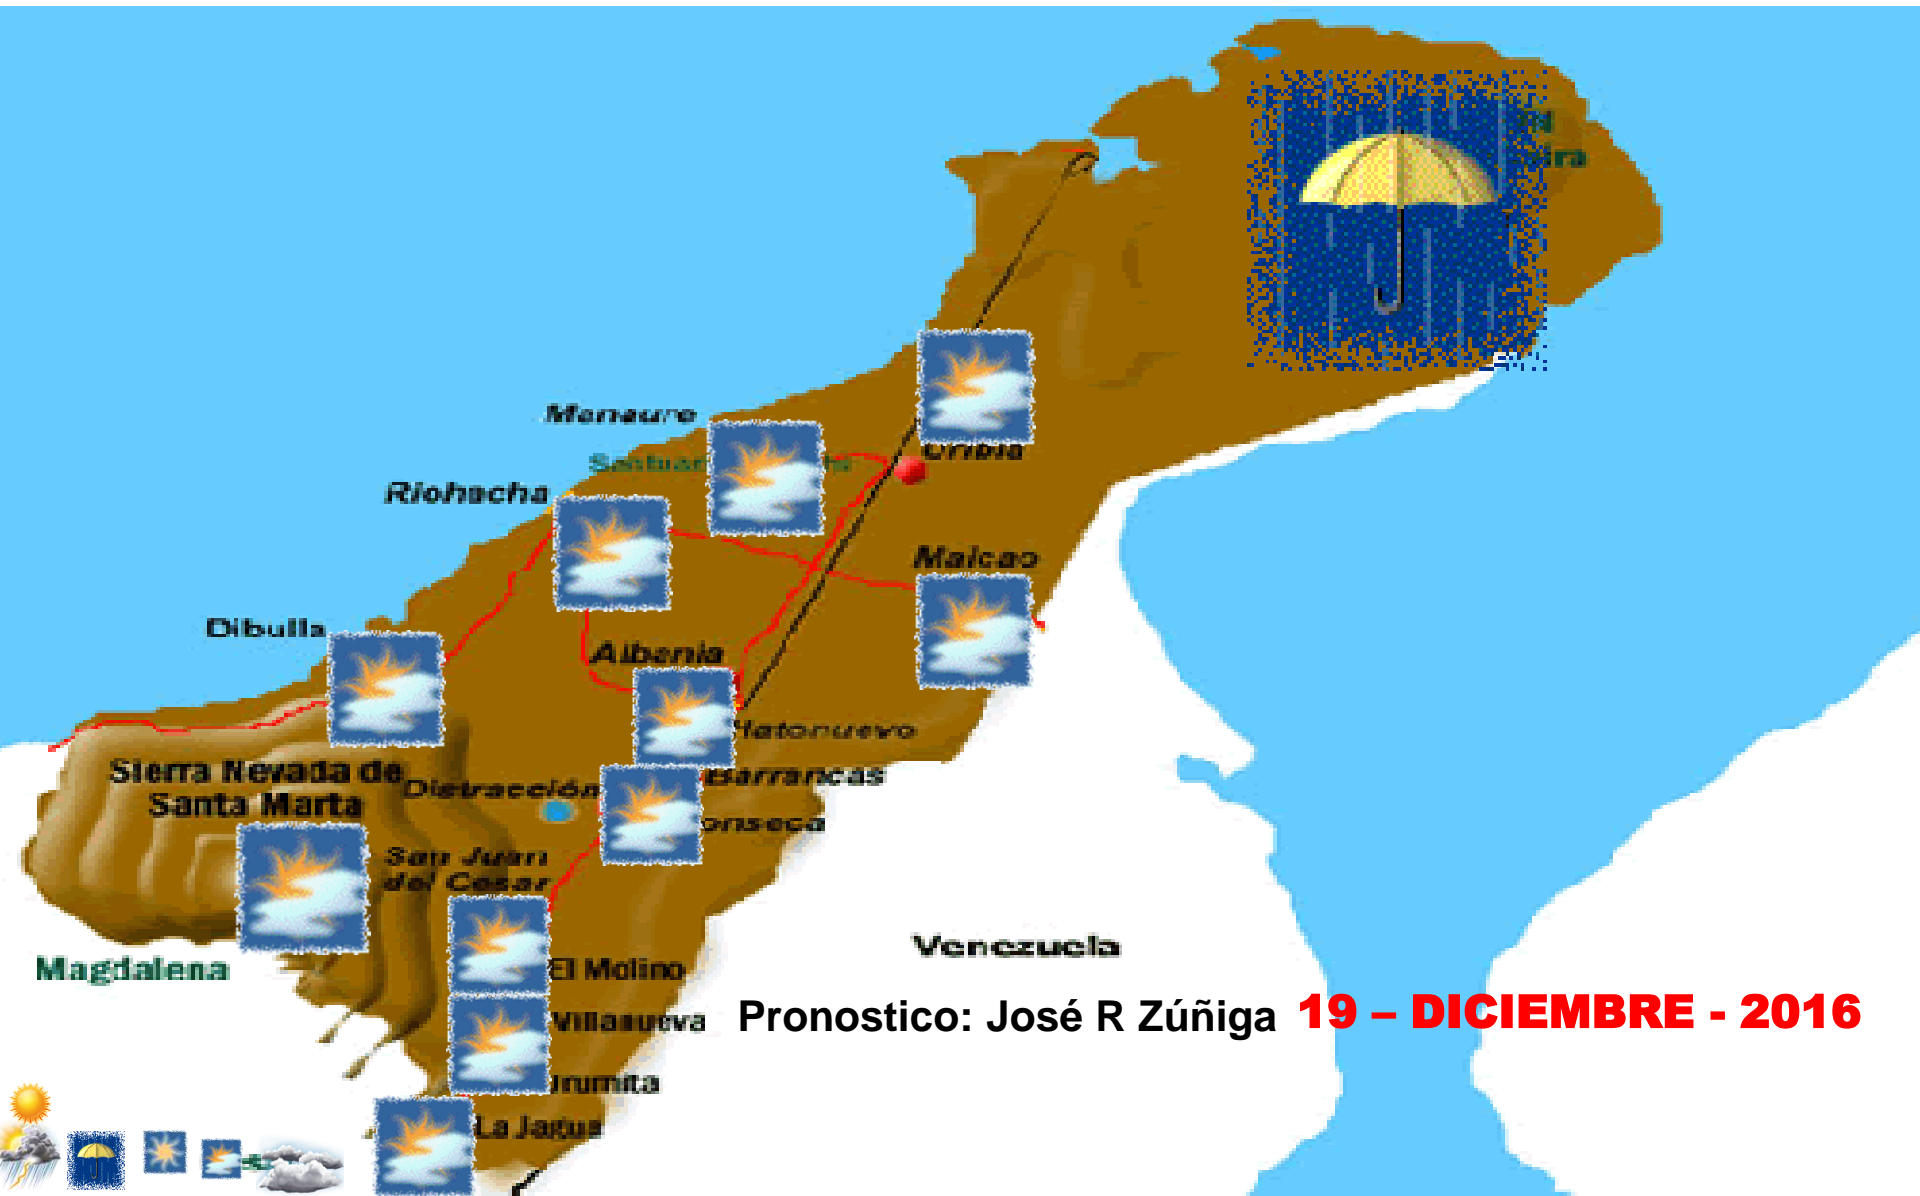 Manaure
Riohacha
Uribia
Maicao
Dibulla
Albania
Hatonuevo
Sierra Nevada de
Santa Marta
Distracción
Barrancas
onseca
San Juan
del Cesar
Venezuela
Magdalena
El Molino
Villanueva
Pronostico: José R Zúñiga
19 – DICIEMBRE - 2016
urumita
La Jagua